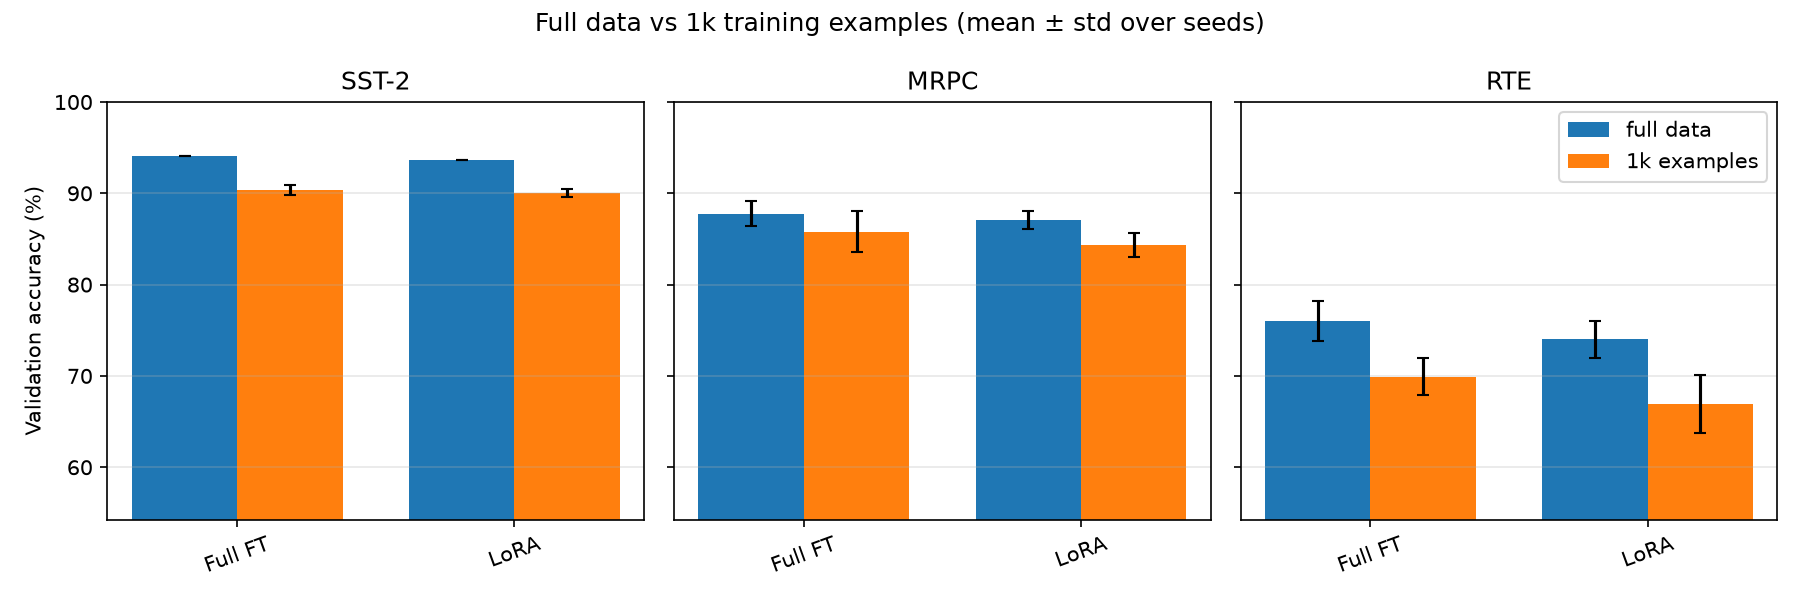 Full data vs 1k training examples (mean ± std over seeds)
SST-2
MRPC
RTE
Validation accuracy (%)
100
90
80
70
60
full data
1k examples
Full FT
LoRA
Full FT
LoRA
Full FT
LoRA